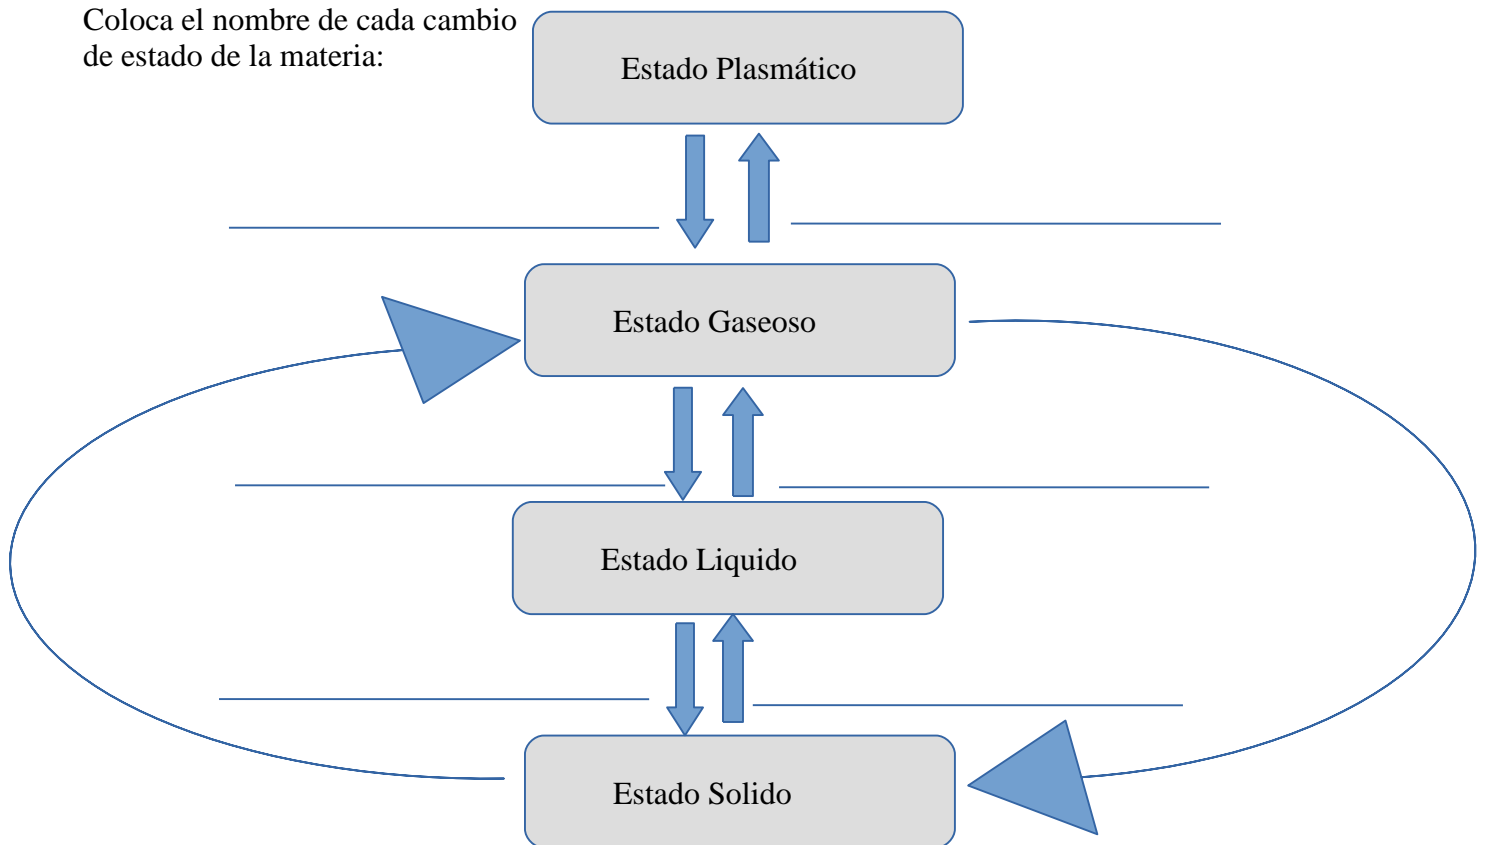 Coloca el nombre de cada cambio
de estado de la materia:
Estado Plasmático
Estado Gaseoso
Estado Liquido
Estado Solido